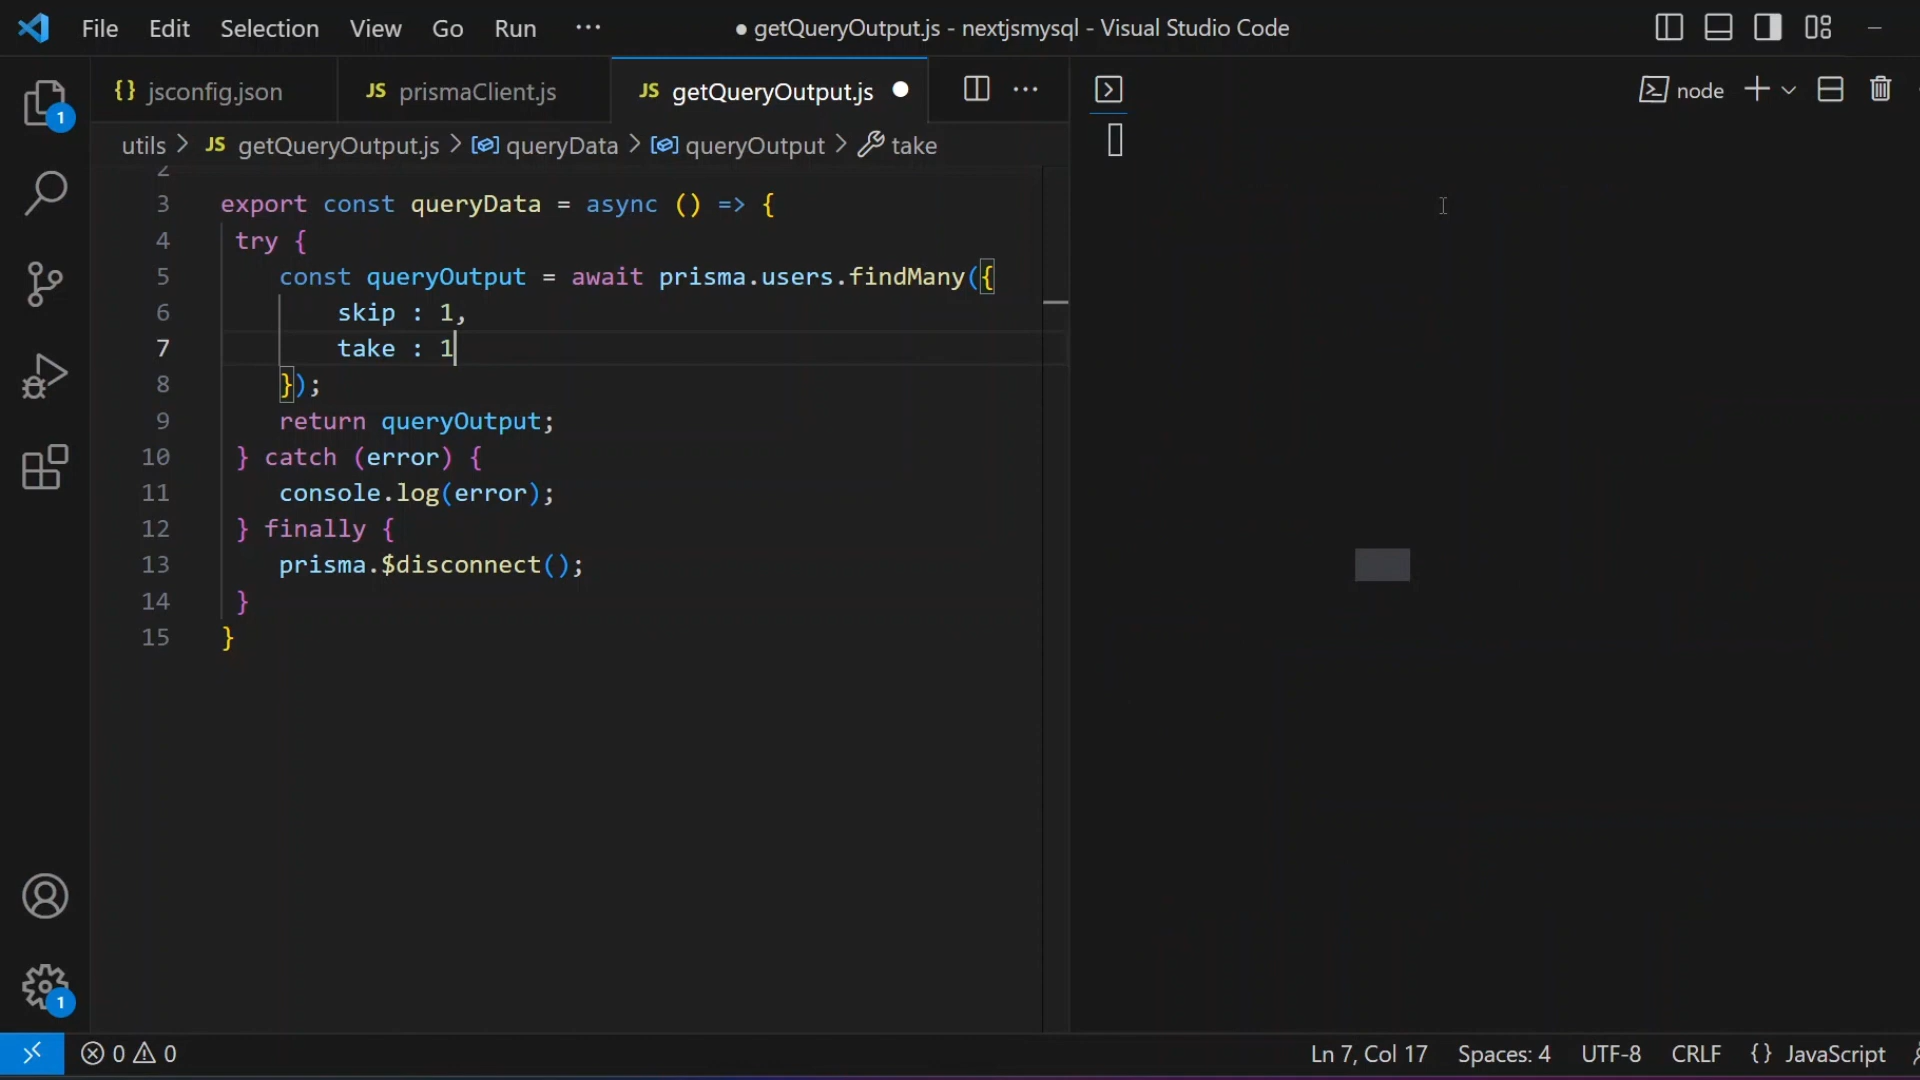 File Edit Selection View Go Run ··· ● getQueryOutput.js - nextjsmysql - Visual Studio Code
{} jsconfig.json JS prismaClient.js JS getQueryOutput.js ● ···
node
utils > JS getQueryOutput.js > queryData > queryOutput > take
2
3 export const queryData = async () => {
4 try {
5 const queryOutput = await prisma.users.findMany({
6 skip : 1,
7 take : 1
8 });
9 return queryOutput;
10 } catch (error) {
11 console.log(error);
12 } finally {
13 prisma.$disconnect();
14 }
15 }
1
1
0 0 Ln 7, Col 17 Spaces: 4 UTF-8 CRLF {} JavaScript